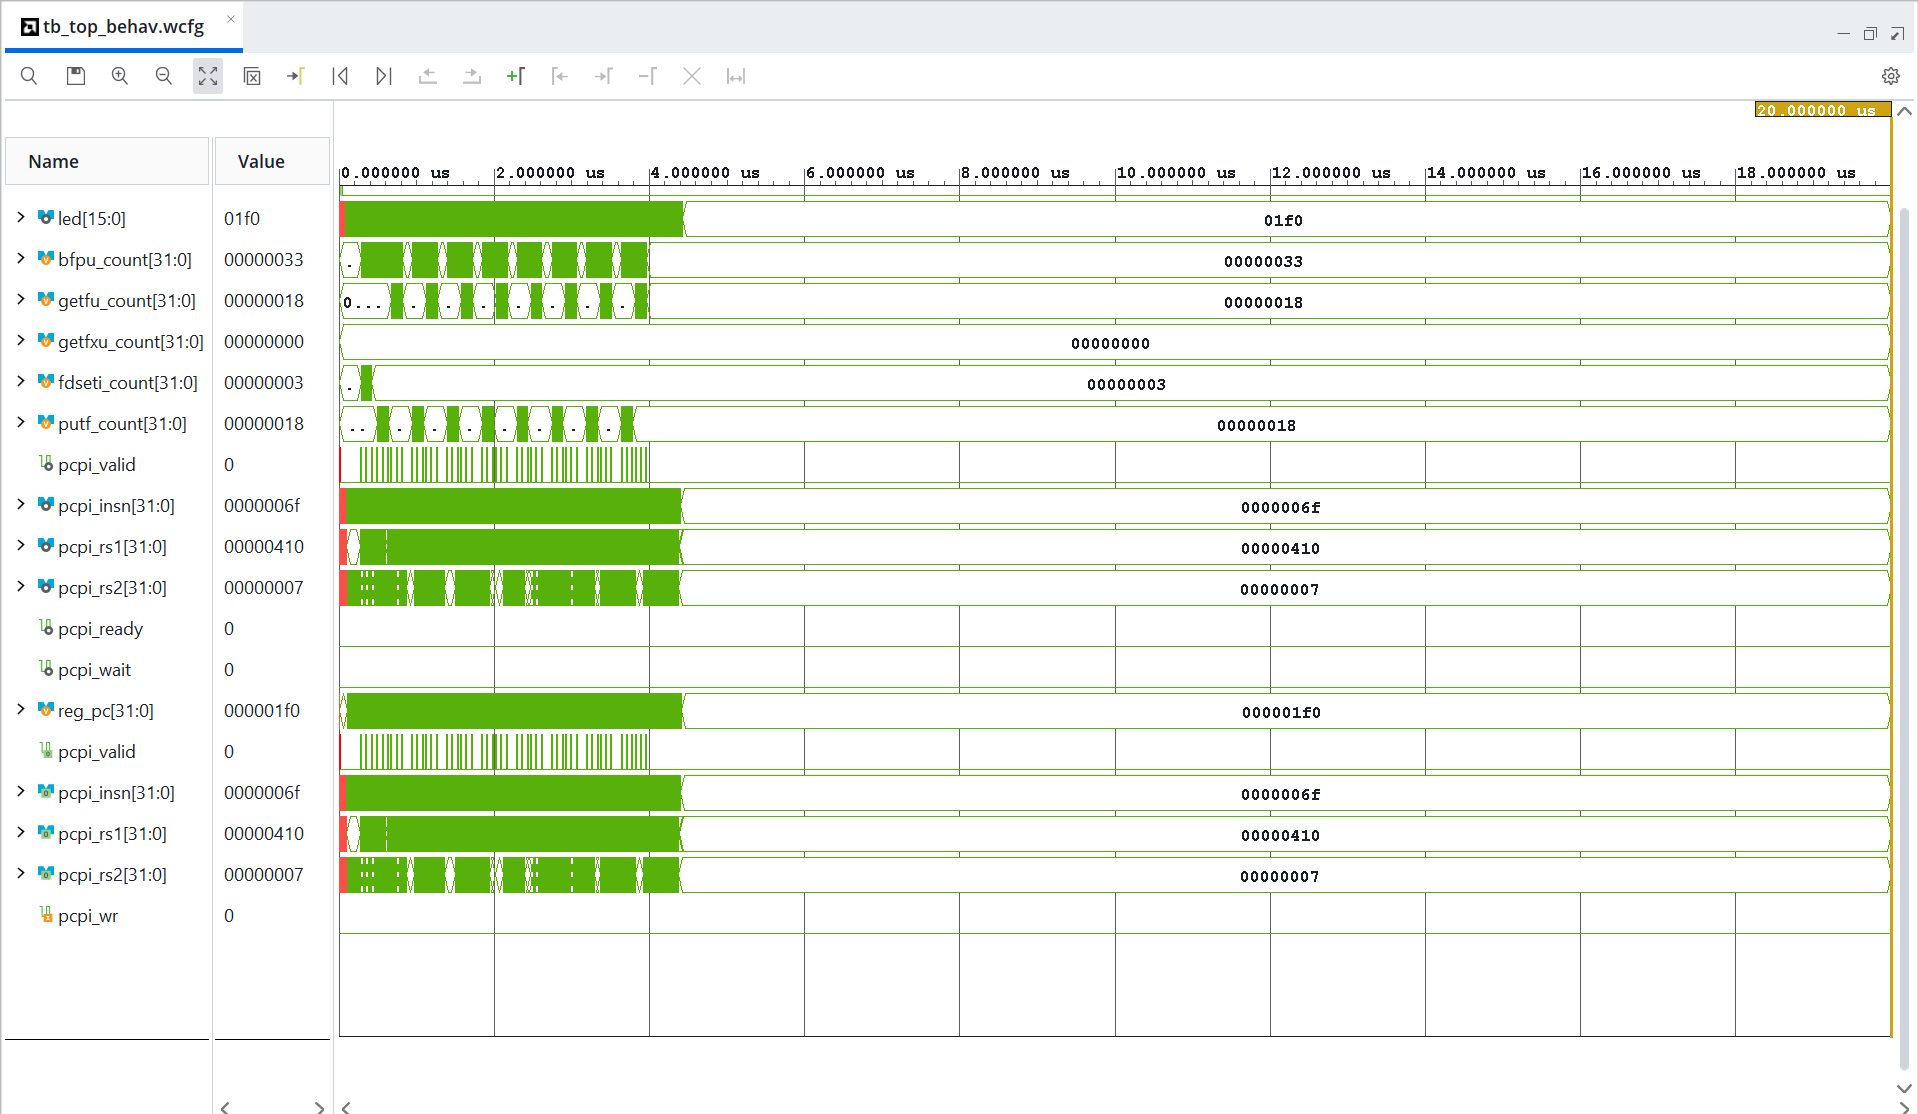 tb_top_behav.wcfg
20.000000 us
Name Value
0.000000 us 2.000000 us 4.000000 us 6.000000 us 8.000000 us 10.000000 us 12.000000 us 14.000000 us 16.000000 us 18.000000 us
led[15:0] 01f0 01f0
bfpu_count[31:0] 00000033 . 00000033
getfu_count[31:0] 00000018 0... . . . . . . . 00000018
getfxu_count[31:0] 00000000 00000000
fdseti_count[31:0] 00000003 . 00000003
putf_count[31:0] 00000018 .. . . . . . . . 00000018
pcpi_valid 0
pcpi_insn[31:0] 0000006f 0000006f
pcpi_rs1[31:0] 00000410 00000410
pcpi_rs2[31:0] 00000007 00000007
pcpi_ready 0
pcpi_wait 0
reg_pc[31:0] 000001f0 000001f0
pcpi_valid 0
pcpi_insn[31:0] 0000006f 0000006f
pcpi_rs1[31:0] 00000410 00000410
pcpi_rs2[31:0] 00000007 00000007
pcpi_wr 0